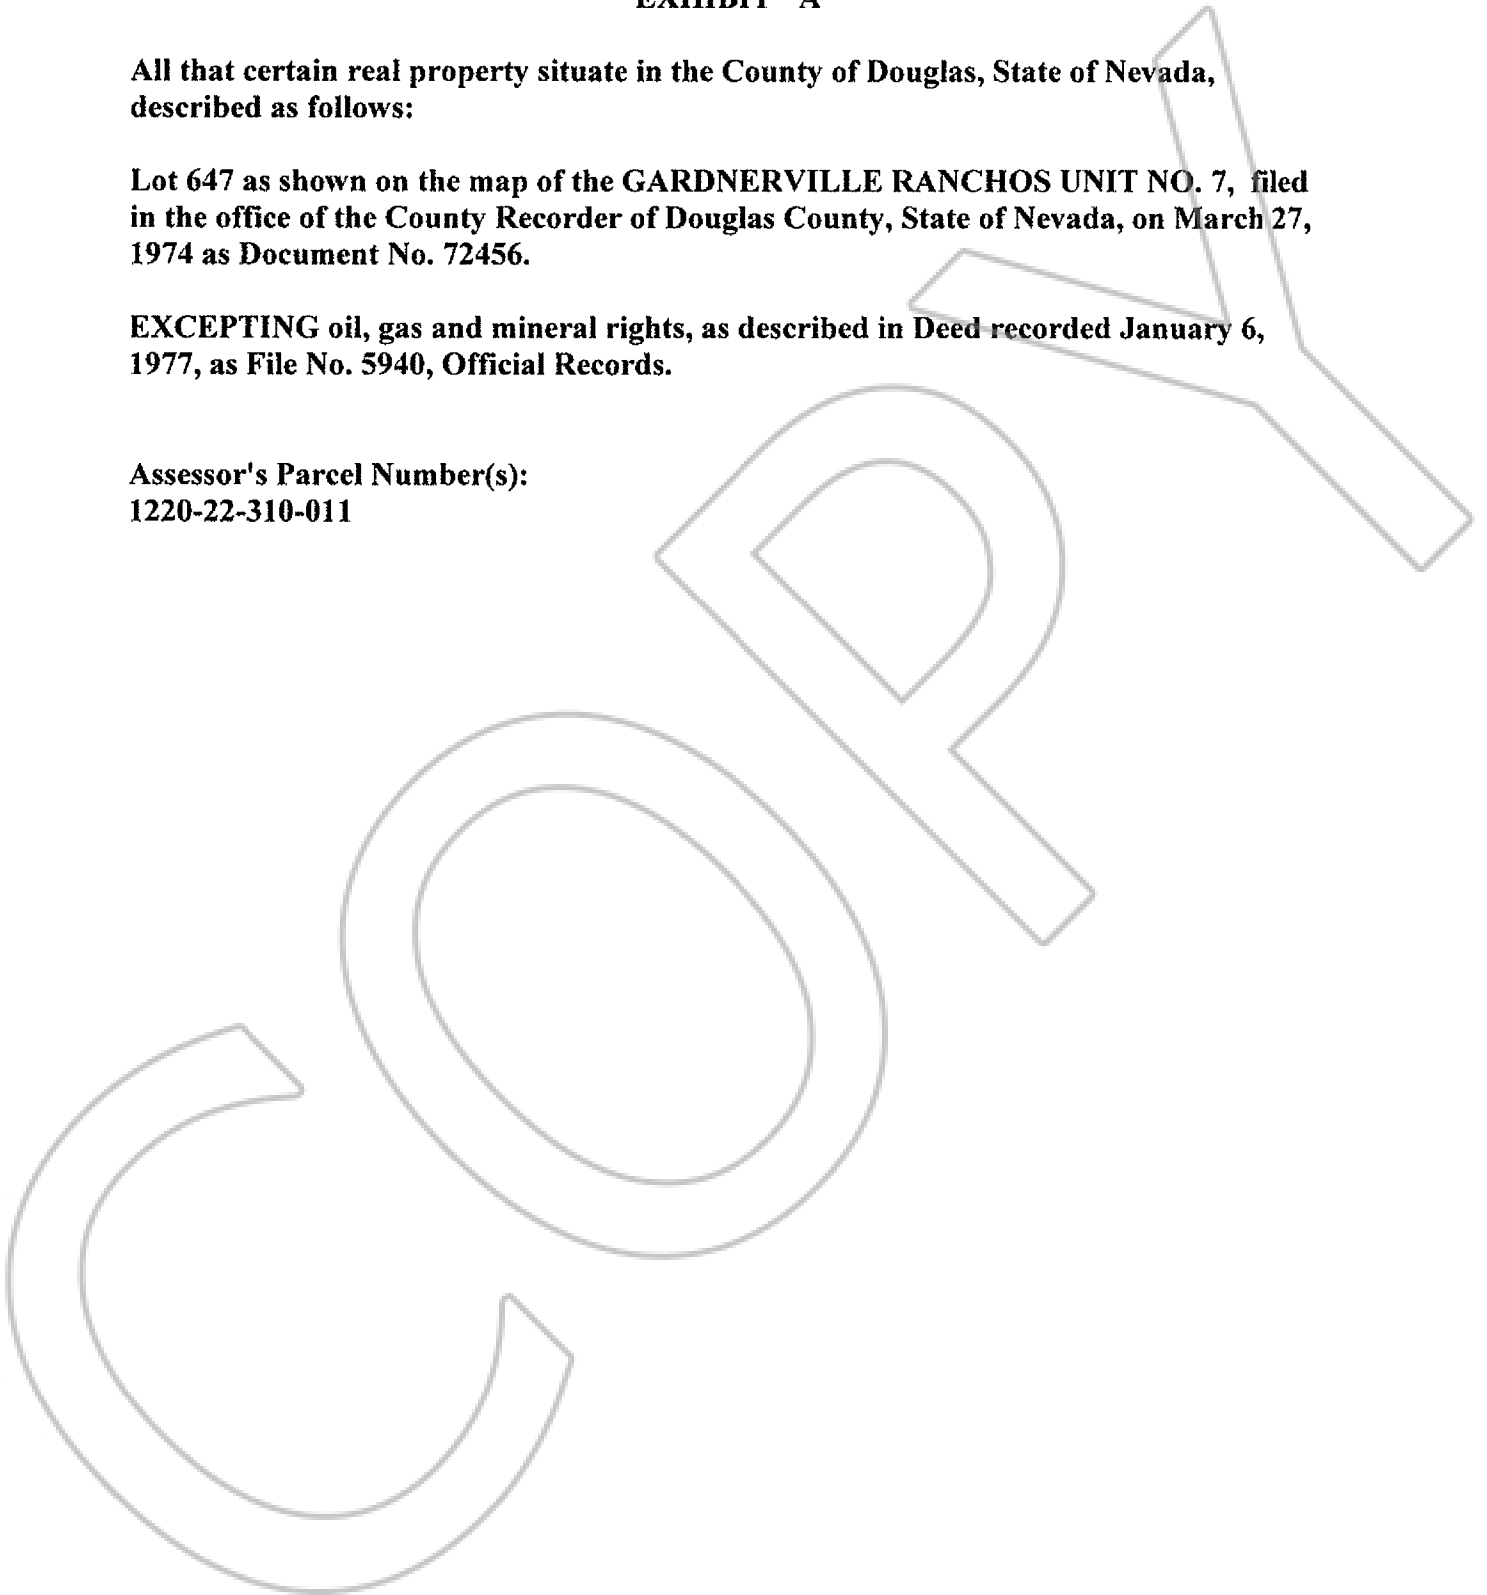 EXHIBIT "A"
All that certain real property situate in the County of Douglas, State of Nevada,
described as follows:
Lot 647 as shown on the map of the GARDNERVILLE RANCHOS UNIT NO. 7, filed
in the office of the County Recorder of Douglas County, State of Nevada, on March 27,
1974 as Document No. 72456.
EXCEPTING oil, gas and mineral rights, as described in Deed recorded January 6,
1977, as File No. 5940, Official Records.
Assessor's Parcel Number(s):
1220-22-310-011
COPY